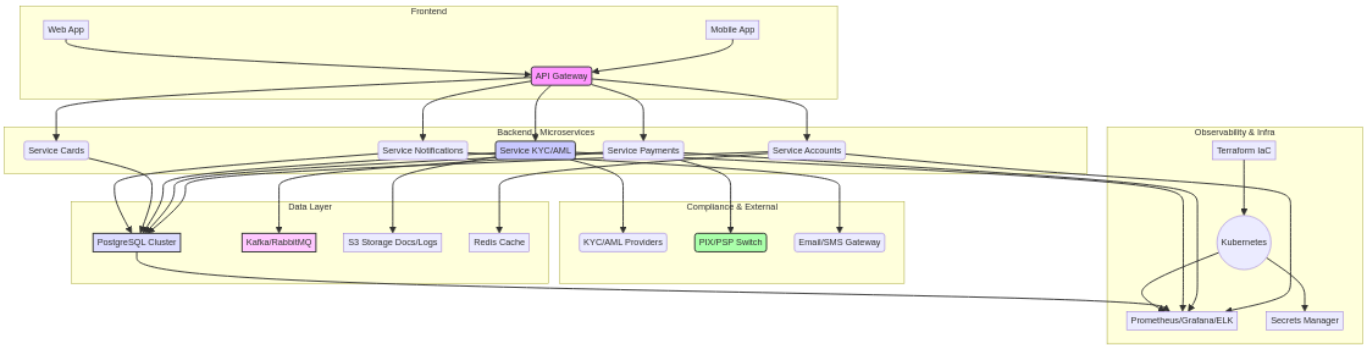 Frontend
Web App
Mobile App
API Gateway
Backend - Microservices
Service Cards
Service Notifications
Service KYC/AML
Service Payments
Service Accounts
Observability & Infra
Terraform IaC
Kubernetes
Prometheus/Grafana/ELK
Secrets Manager
Data Layer
PostgreSQL Cluster
Kafka/RabbitMQ
S3 Storage Docs/Logs
Redis Cache
Compliance & External
KYC/AML Providers
PIX/PSP Switch
Email/SMS Gateway